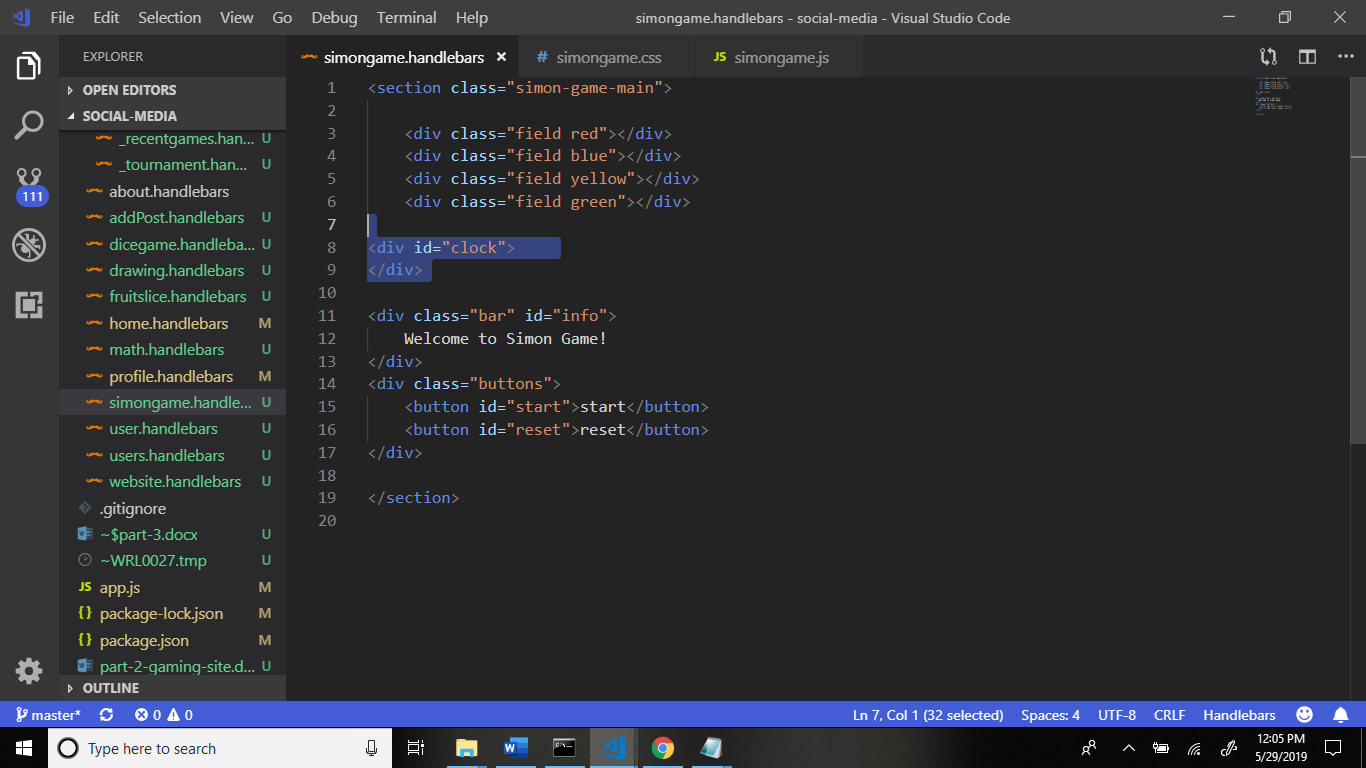 File Edit Selection View Go Debug Terminal Help simongame.handlebars - social-media - Visual Studio Code
EXPLORER
OPEN EDITORS
SOCIAL-MEDIA
_recentgames.han... U
_tournament.han... U
about.handlebars
addPost.handlebars U
dicegame.handleba... U
drawing.handlebars U
fruitslice.handlebars U
home.handlebars M
math.handlebars U
profile.handlebars M
simongame.handle... U
user.handlebars U
users.handlebars U
website.handlebars U
.gitignore
~$part-3.docx U
~WRL0027.tmp U
JS app.js M
{} package-lock.json M
{} package.json M
part-2-gaming-site.d... U
OUTLINE
111
simongame.handlebars × # simongame.css JS simongame.js
1 <section class="simon-game-main">
2
3 <div class="field red"></div>
4 <div class="field blue"></div>
5 <div class="field yellow"></div>
6 <div class="field green"></div>
7
8 <div id="clock">
9 </div>
10
11 <div class="bar" id="info">
12 Welcome to Simon Game!
13 </div>
14 <div class="buttons">
15 <button id="start">start</button>
16 <button id="reset">reset</button>
17 </div>
18
19 </section>
20
master* 0 0 Ln 7, Col 1 (32 selected) Spaces: 4 UTF-8 CRLF Handlebars
Type here to search
12:05 PM
5/29/2019